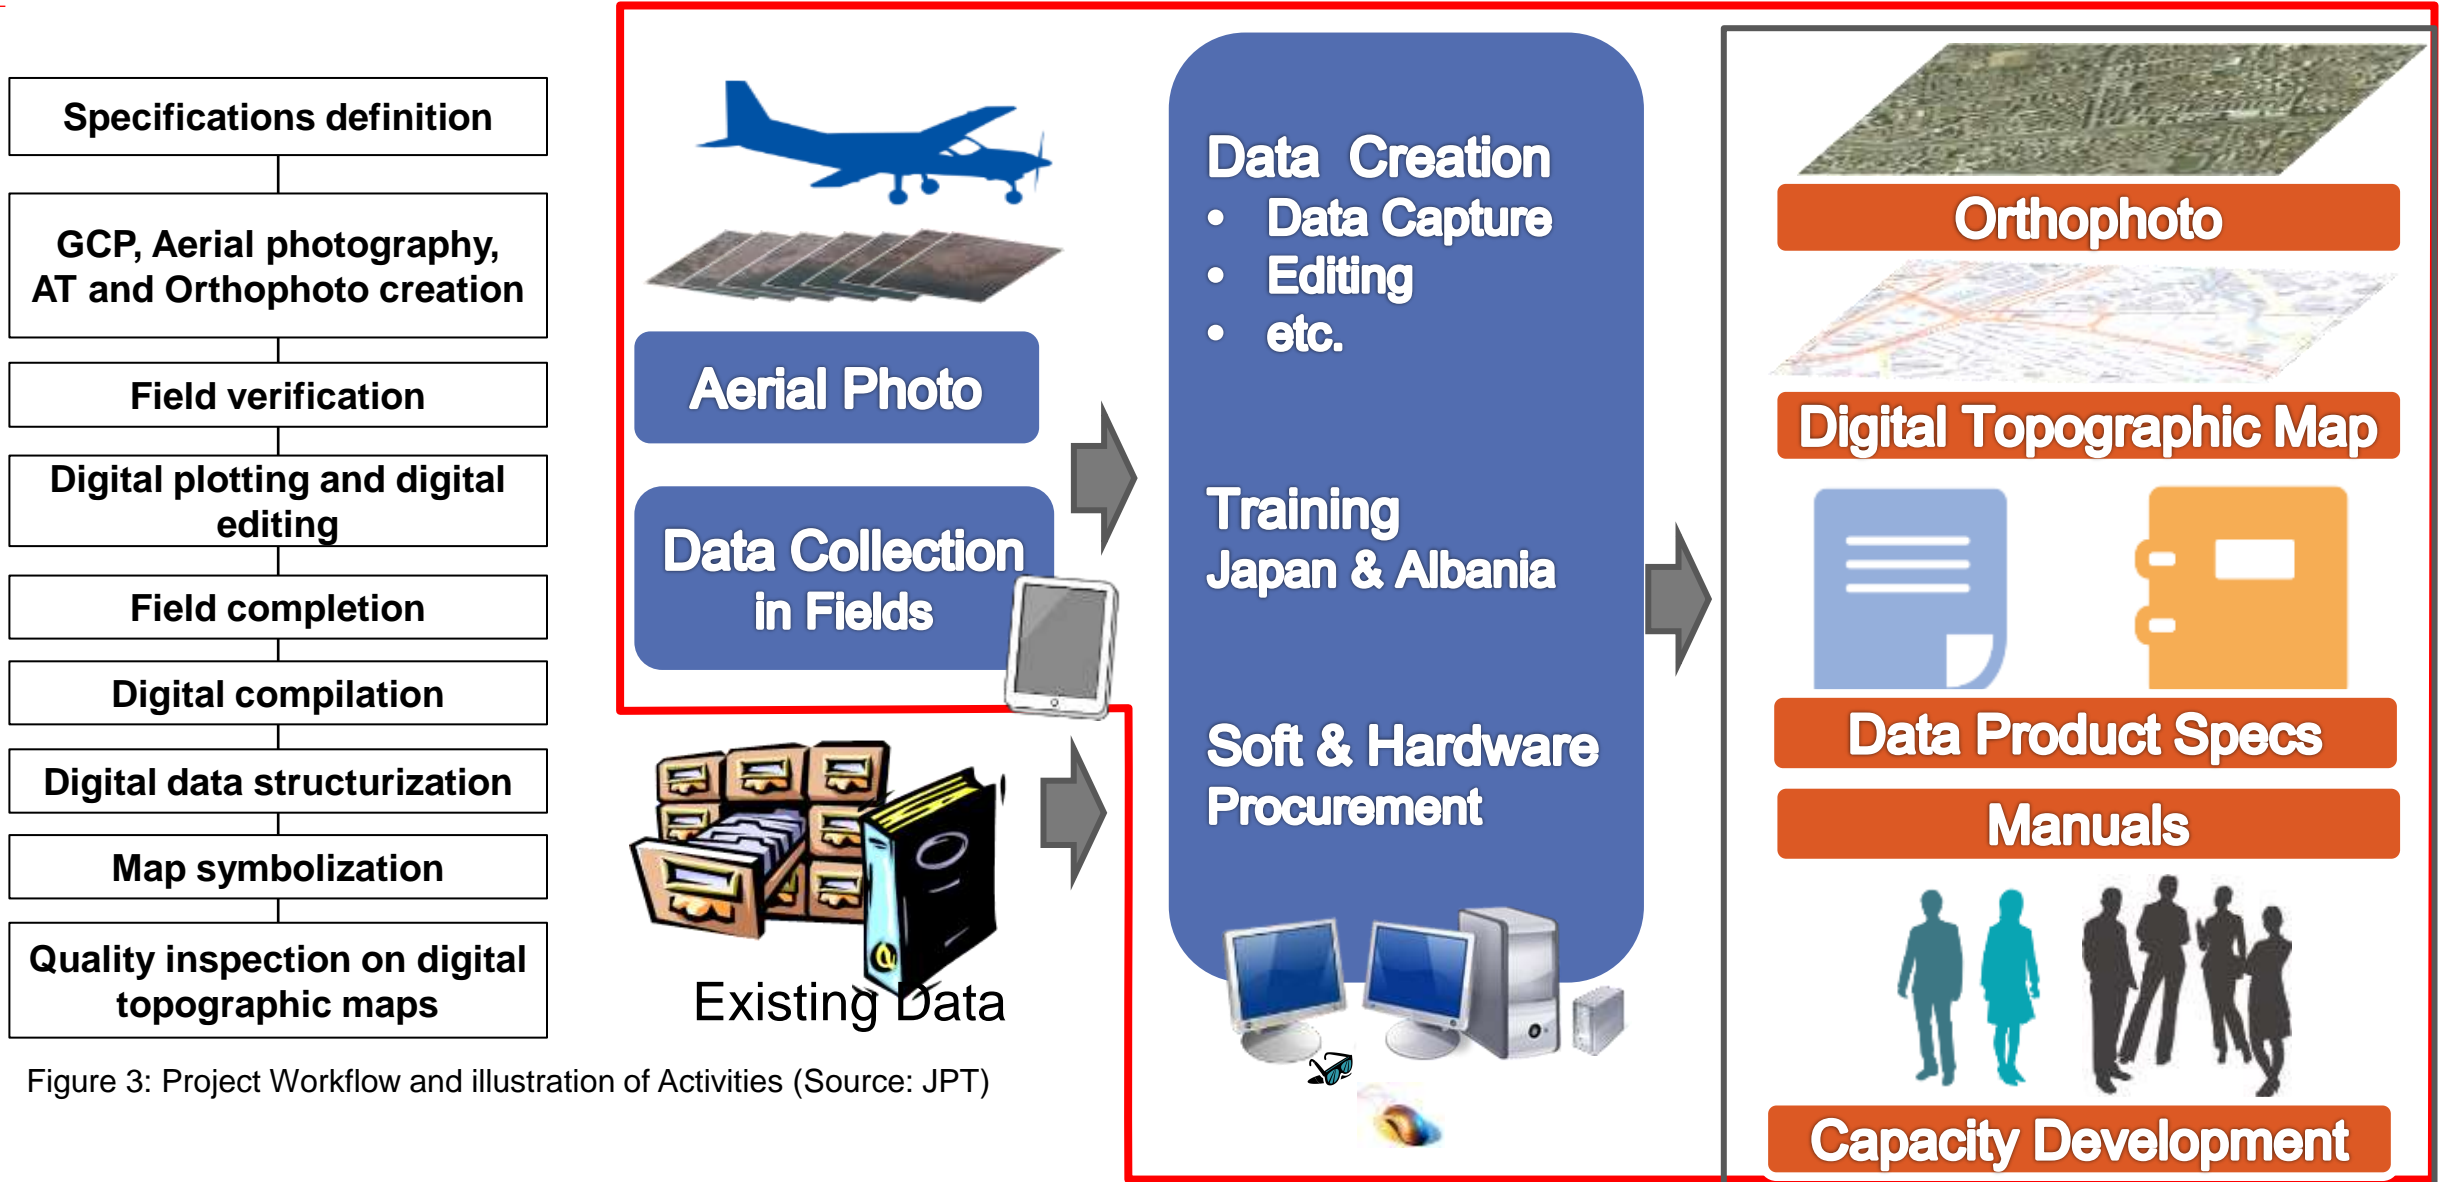 Specifications definition
GCP, Aerial photography,
AT and Orthophoto creation
Field verification
Digital plotting and digital
editing
Field completion
Digital compilation
Digital data structurization
Map symbolization
Quality inspection on digital
topographic maps
Aerial Photo
Data Collection
in Fields
Existing Data
Data Creation
• Data Capture
• Editing
• etc.
Training
Japan & Albania
Soft & Hardware
Procurement
Orthophoto
Digital Topographic Map
Data Product Specs
Manuals
Capacity Development
Figure 3: Project Workflow and illustration of Activities (Source: JPT)